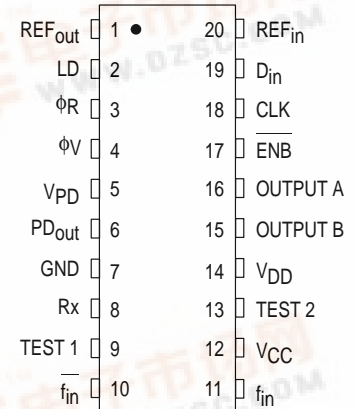 REFout 1 20 REFin
LD 2 19 Din
ϕR 3 18 CLK
ϕV 4 17 ENB
VPD 5 16 OUTPUT A
PDout 6 15 OUTPUT B
GND 7 14 VDD
Rx 8 13 TEST 2
TEST 1 9 12 VCC
fin 10 11 fin